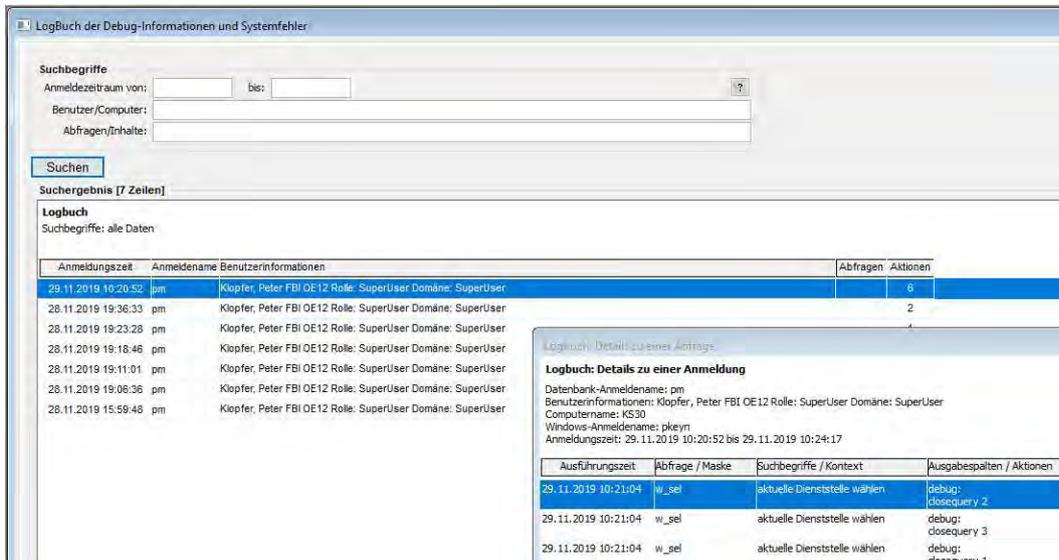 LogBuch der Debug-Informationen und Systemfehler
Suchbegriffe
Anmeldezeitraum von: bis: ?
Benutzer/Computer:
Abfragen/Inhalte:
Suchen
Suchergebnis [7 Zeilen]
Logbuch
Suchbegriffe: alle Daten
Anmeldungszeit Anmeldename Benutzerinformationen Abfragen Aktionen
29.11.2019 10:20:52 pm Klopfer, Peter FBI OE12 Rolle: SuperUser Domäne: SuperUser 6
28.11.2019 19:36:33 pm Klopfer, Peter FBI OE12 Rolle: SuperUser Domäne: SuperUser 2
28.11.2019 19:23:28 pm Klopfer, Peter FBI OE12 Rolle: SuperUser Domäne: SuperUser
28.11.2019 19:18:46 pm Klopfer, Peter FBI OE12 Rolle: SuperUser Domäne: SuperUser
28.11.2019 19:11:01 pm Klopfer, Peter FBI OE12 Rolle: SuperUser Domäne: SuperUser
28.11.2019 19:06:36 pm Klopfer, Peter FBI OE12 Rolle: SuperUser Domäne: SuperUser
28.11.2019 15:59:48 pm Klopfer, Peter FBI OE12 Rolle: SuperUser Domäne: SuperUser
Logbuch: Details zu einer Abfrage
Logbuch: Details zu einer Anmeldung
Datenbank-Anmeldename: pm
Benutzerinformationen: Klopfer, Peter FBI OE12 Rolle: SuperUser Domäne: SuperUser
Computername: KS30
Windows-Anmeldename: pkeyn
Anmeldungszeit: 29.11.2019 10:20:52 bis 29.11.2019 10:24:17
Ausführungszeit Abfrage / Maske Suchbegriffe / Kontext Ausgabespalten / Aktionen
29.11.2019 10:21:04 w_sel aktuelle Dienststelle wählen debug:
closequery 2
29.11.2019 10:21:04 w_sel aktuelle Dienststelle wählen debug:
closequery 3
29.11.2019 10:21:04 w_sel aktuelle Dienststelle wählen debug: